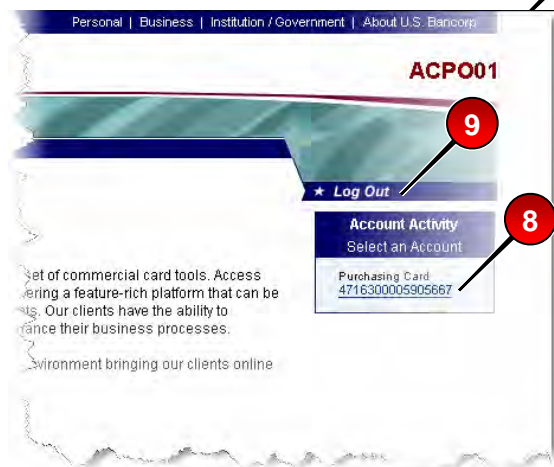 Personal | Business | Institution / Government | About U.S. Bancorp
ACPO01
9
★ Log Out
Account Activity
8
Select an Account
Purchasing Card
4716300005905667
set of commercial card tools. Access
ering a feature-rich platform that can be
Our clients have the ability to
ance their business processes.
vironment bringing our clients online